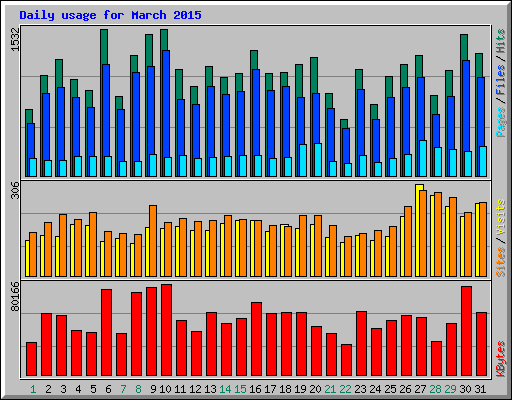 Daily usage for March 2015
1532
Pages / Files / Hits
306
Sites / Visits
80166
KBytes
1 2 3 4 5 6 7 8 9 10 11 12 13 14 15 16 17 18 19 20 21 22 23 24 25 26 27 28 29 30 31